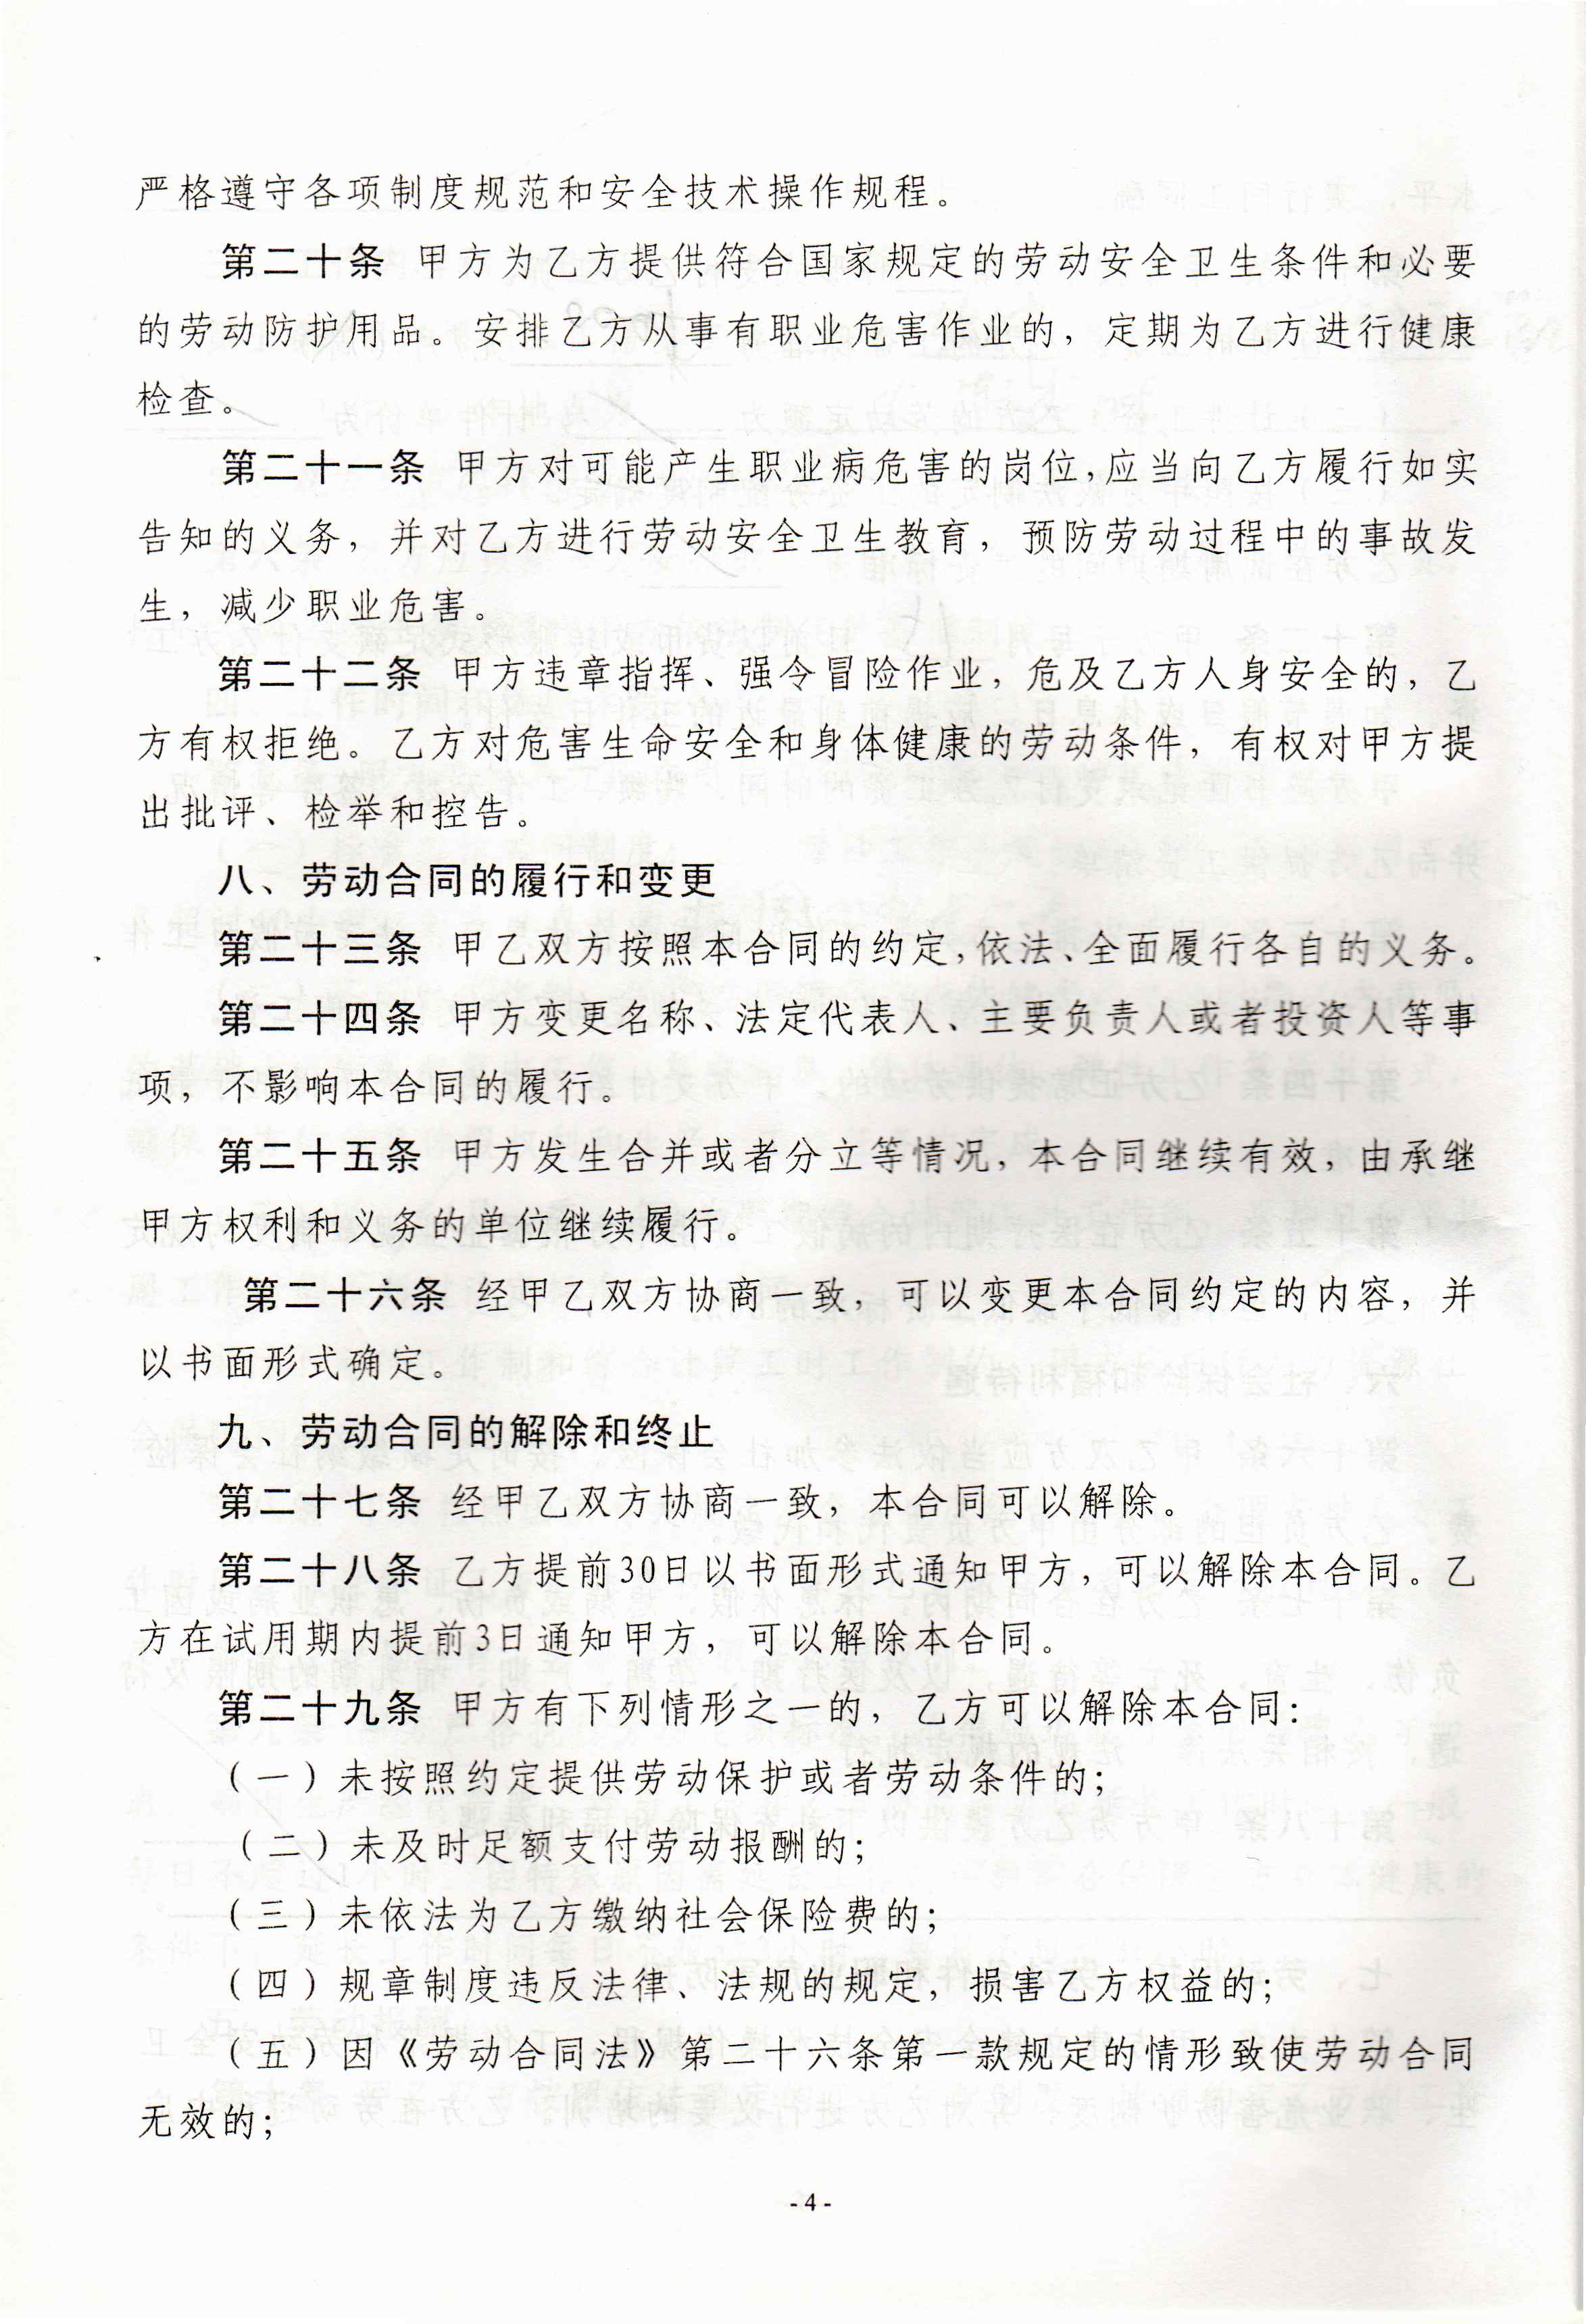 严格遵守各项制度规范和安全技术操作规程。
第二十条 甲方为乙方提供符合国家规定的劳动安全卫生条件和必要
的劳动防护用品。安排乙方从事有职业危害作业的，定期为乙方进行健康
检查。
第二十一条 甲方对可能产生职业病危害的岗位,应当向乙方履行如实
告知的义务，并对乙方进行劳动安全卫生教育，预防劳动过程中的事故发
生，减少职业危害。
第二十二条 甲方违章指挥、强令冒险作业，危及乙方人身安全的，乙
方有权拒绝。乙方对危害生命安全和身体健康的劳动条件，有权对甲方提
出批评、检举和控告。
八、劳动合同的履行和变更
第二十三条 甲乙双方按照本合同的约定,依法、全面履行各自的义务。
第二十四条 甲方变更名称、法定代表人、主要负责人或者投资人等事
项，不影响本合同的履行。
第二十五条 甲方发生合并或者分立等情况，本合同继续有效，由承继
甲方权利和义务的单位继续履行。
第二十六条 经甲乙双方协商一致，可以变更本合同约定的内容，并
以书面形式确定。
九、劳动合同的解除和终止
第二十七条 经甲乙双方协商一致，本合同可以解除。
第二十八条 乙方提前30日以书面形式通知甲方，可以解除本合同。乙
方在试用期内提前3日通知甲方，可以解除本合同。
第二十九条 甲方有下列情形之一的，乙方可以解除本合同：
（一）未按照约定提供劳动保护或者劳动条件的；
（二）未及时足额支付劳动报酬的；
（三）未依法为乙方缴纳社会保险费的；
（四）规章制度违反法律、法规的规定，损害乙方权益的；
（五）因《劳动合同法》第二十六条第一款规定的情形致使劳动合同
无效的；
- 4 -